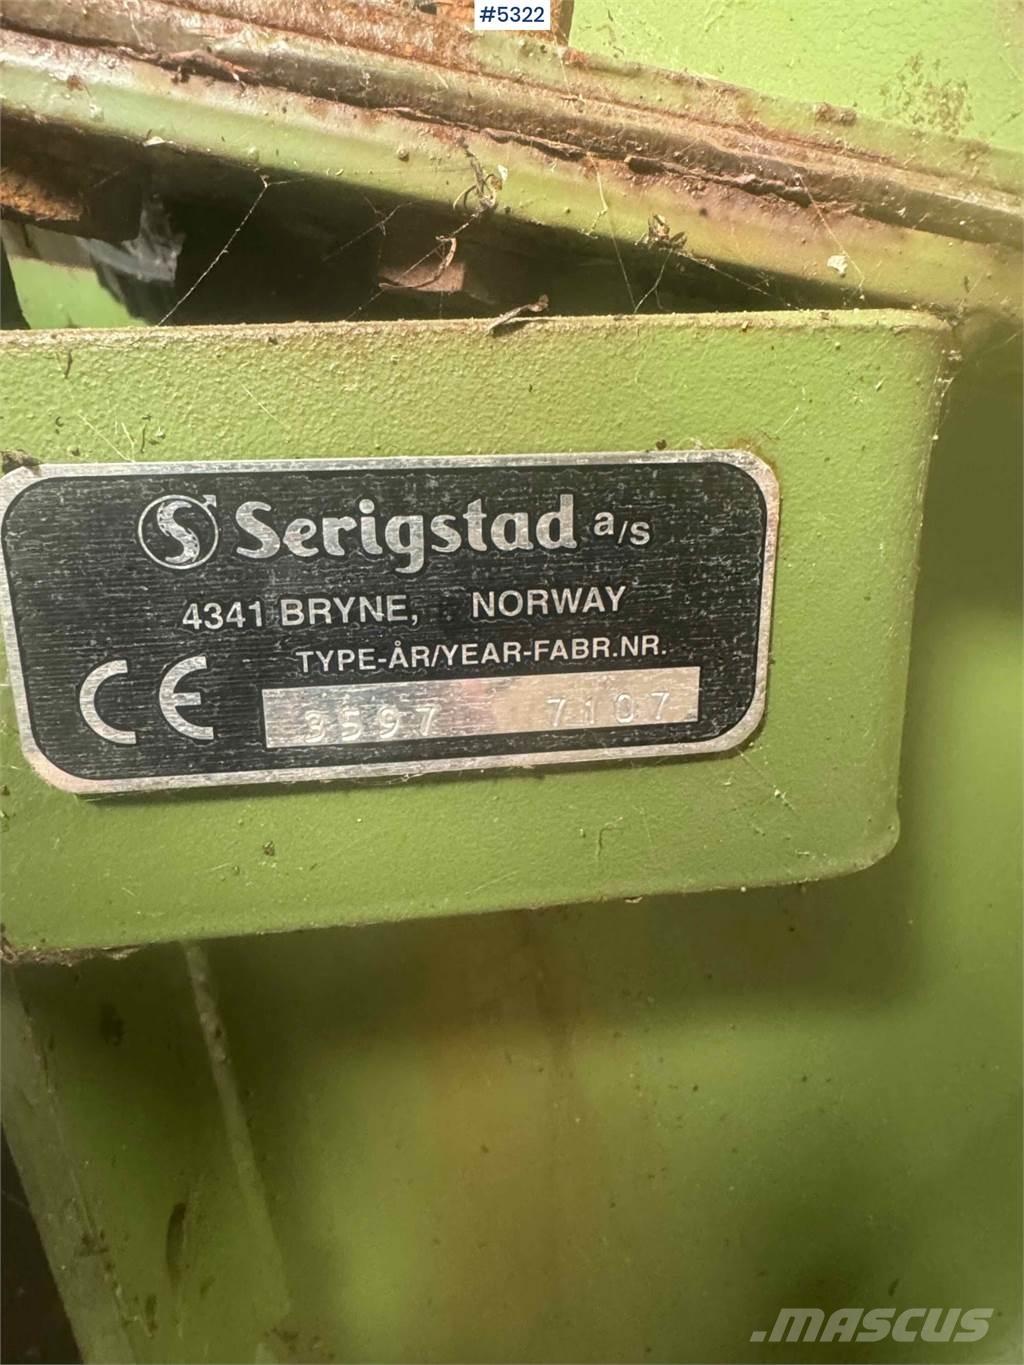 #5322
Serigstad a/s
4341 BRYNE, NORWAY
TYPE-ÅR/YEAR-FABR.NR.
CE 3597 7107
MASCUS